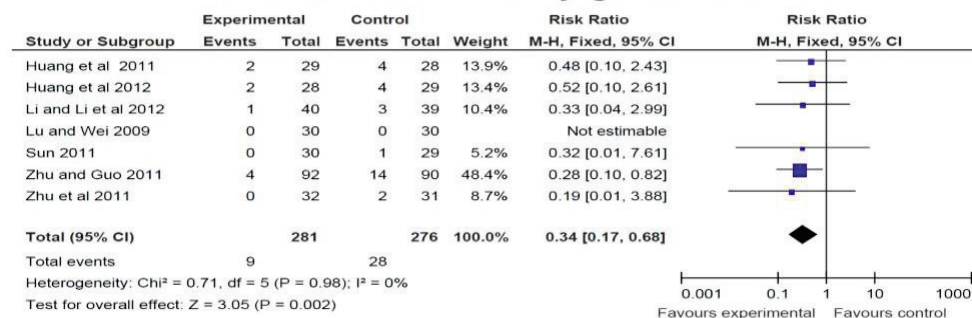 Experimental Control Risk Ratio Risk Ratio
Study or Subgroup Events Total Events Total Weight M-H, Fixed, 95% CI M-H, Fixed, 95% CI
Huang et al 2011 2 29 4 28 13.9% 0.48 [0.10, 2.43]
Huang et al 2012 2 28 4 29 13.4% 0.52 [0.10, 2.61]
Li and Li et al 2012 1 40 3 39 10.4% 0.33 [0.04, 2.99]
Lu and Wei 2009 0 30 0 30 Not estimable
Sun 2011 0 30 1 29 5.2% 0.32 [0.01, 7.61]
Zhu and Guo 2011 4 92 14 90 48.4% 0.28 [0.10, 0.82]
Zhu et al 2011 0 32 2 31 8.7% 0.19 [0.01, 3.88]
Total (95% CI) 281 276 100.0% 0.34 [0.17, 0.68]
Total events 9 28
Heterogeneity: Chi² = 0.71, df = 5 (P = 0.98); I² = 0%
Test for overall effect: Z = 3.05 (P = 0.002)
0.001 0.1 1 10 1000
Favours experimental Favours control